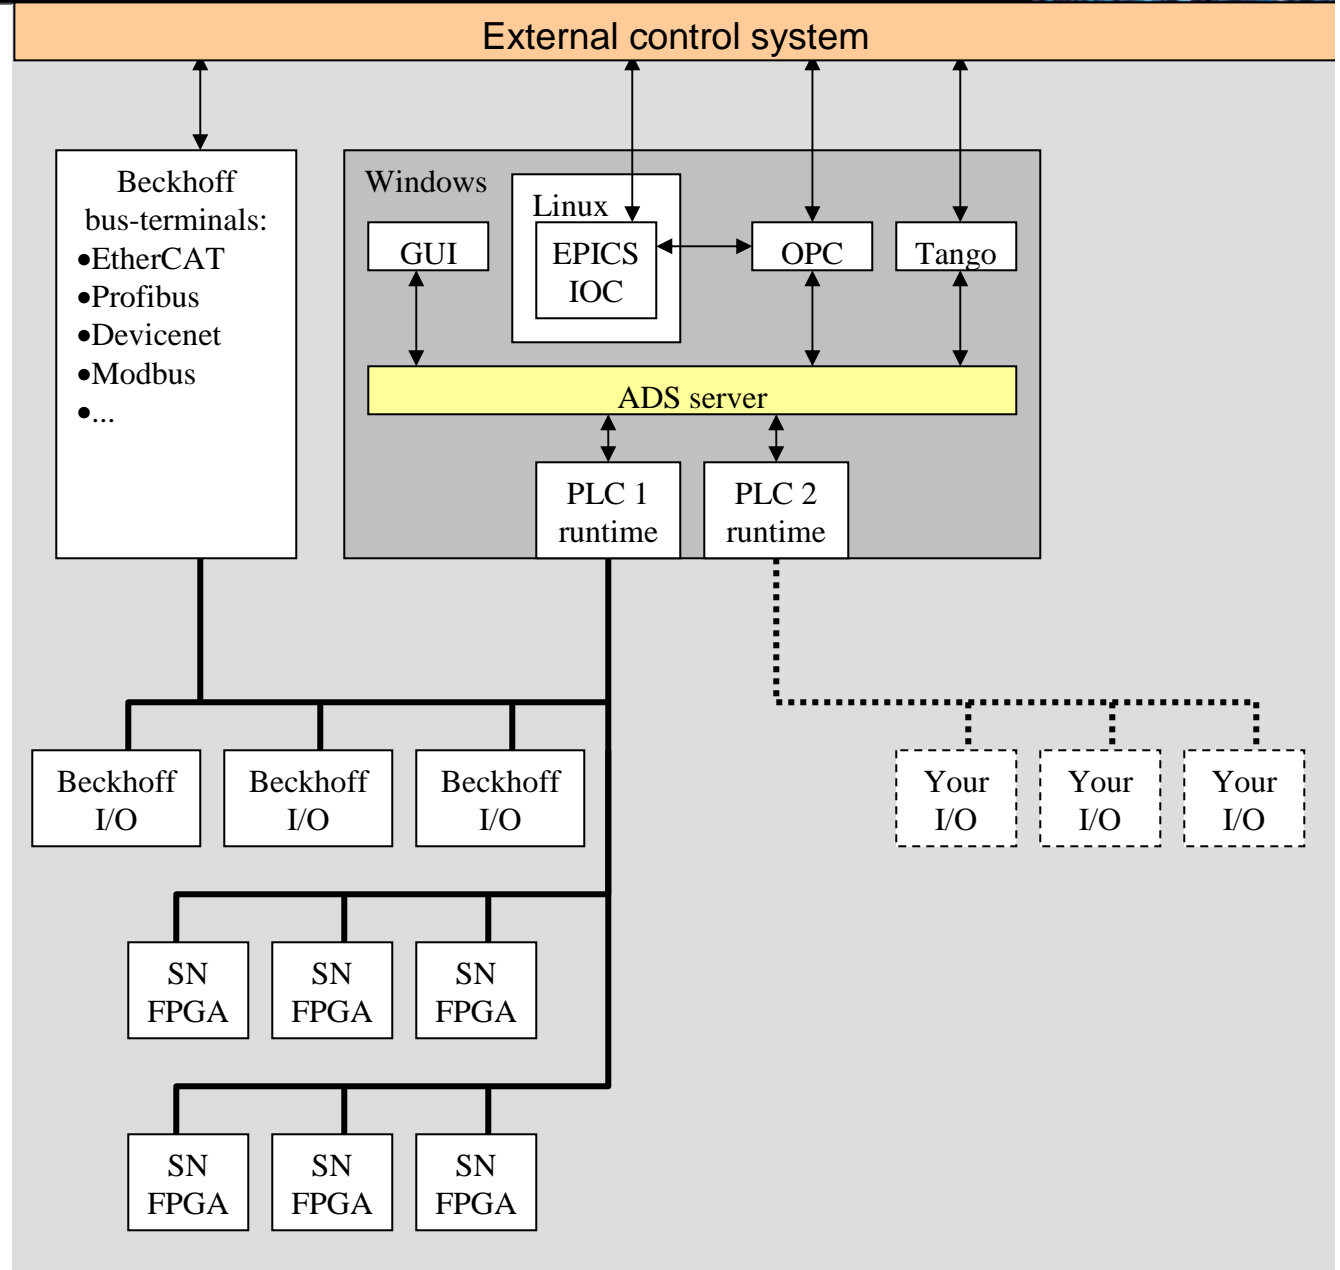 External control system
Beckhoff
bus-terminals:
•EtherCAT
•Profibus
•Devicenet
•Modbus
•...
Windows
Linux
GUI
EPICS
IOC
OPC
Tango
ADS server
PLC 1
runtime
PLC 2
runtime
Beckhoff
I/O
Beckhoff
I/O
Beckhoff
I/O
Your
I/O
Your
I/O
Your
I/O
SN
FPGA
SN
FPGA
SN
FPGA
SN
FPGA
SN
FPGA
SN
FPGA